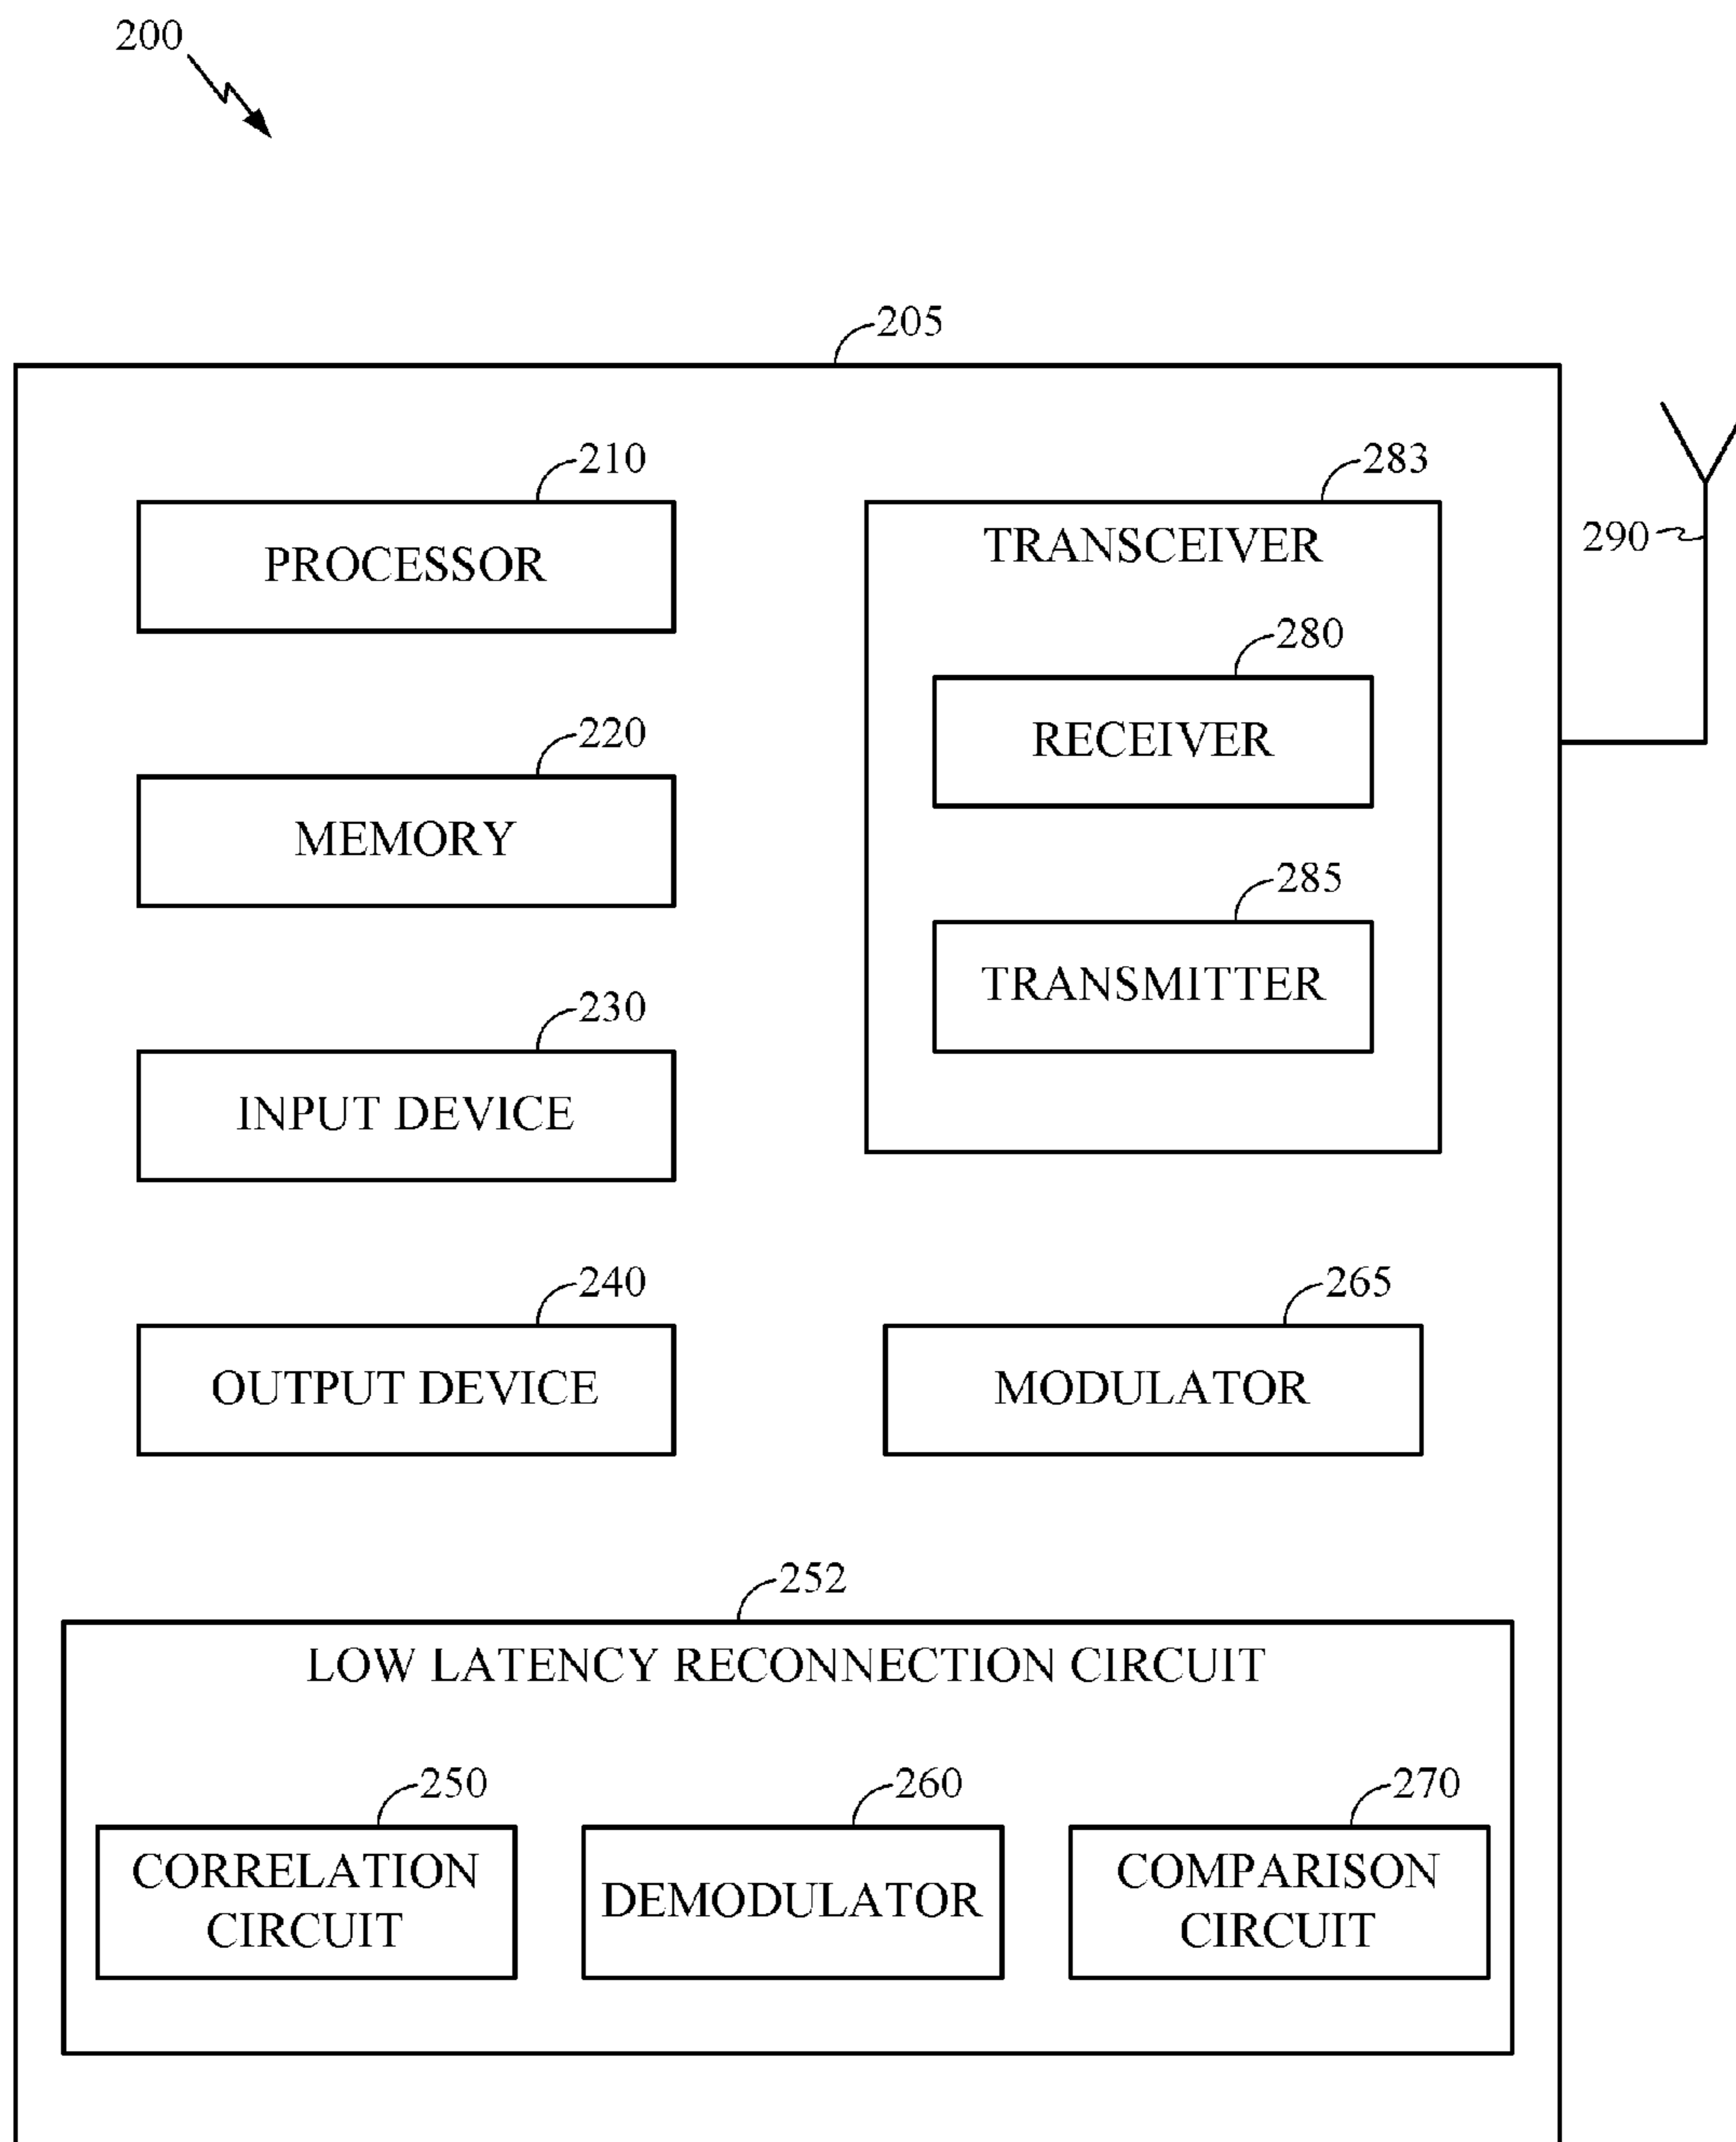 200
205
210
PROCESSOR
283
TRANSCEIVER
290
280
RECEIVER
220
MEMORY
285
TRANSMITTER
230
INPUT DEVICE
240
OUTPUT DEVICE
265
MODULATOR
252
LOW LATENCY RECONNECTION CIRCUIT
250
CORRELATION
CIRCUIT
260
DEMODULATOR
270
COMPARISON
CIRCUIT